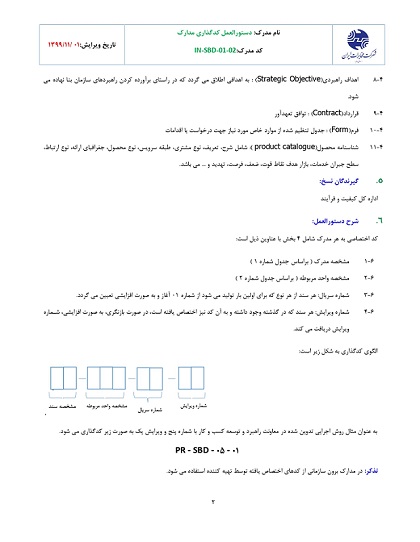 نام مدرک: دستورالعمل کدگذاری مدارک
کد مدرک: IN-SBD-01-02
تاریخ ویرایش: ۱۳۹۹/۱۱/۰۱
شرکت مخابرات ایران
۴-۸ اهداف راهبردی(Strategic Objective): به اهدافی اطلاق می گردد که در راستای برآورده کردن راهبردهای سازمان بنا نهاده می
شود.
۴-۹ قرارداد(Contract) : توافق تعهدآور
۴-۱۰ فرم(Form) : جدول تنظیم شده از موارد خاص مورد نیاز جهت درخواست یا اقدامات
۴-۱۱ شناسنامه محصول(product catalogue ): شامل شرح، تعریف، نوع مشتری، طبقه سرویس، نوع محصول، جغرافیای ارائه، نوع ارتباط،
سطح جبران خدمات، بازار هدف نقاط قوت، ضعف، فرصت، تهدید و ... می باشد.
۵. گیرندگان نسخ:
اداره کل کیفیت و فرآیند
۶. شرح دستورالعمل:
کد اختصاصی به هر مدرک شامل ۴ بخش با عناوین ذیل است:
۶-۱ مشخصه مدرک ( براساس جدول شماره ۱ )
۶-۲ مشخصه واحد مربوطه ( براساس جدول شماره ۲ )
۶-۳ شماره سریال: هر سند از هر نوع که برای اولین بار تولید می شود از شماره ۰۱ آغاز و به صورت افزایشی تعیین می گردد.
۶-۴ شماره ویرایش: هر سند که در گذشته وجود داشته و به آن کد نیز اختصاص یافته است، در صورت بازنگری، به صورت افزایشی، شماره
ویرایش دریافت می کند.
الگوی کدگذاری به شکل زیر است:
مشخصه سند
مشخصه واحد مربوطه
شماره سریال
شماره ویرایش
به عنوان مثال روش اجرایی تدوین شده در معاونت راهبرد و توسعه کسب و کار با شماره پنج و ویرایش یک به صورت زیر کدگذاری می شود.
PR - SBD - ۰۵ - ۰۱
تذکر: در مدارک برون سازمانی از کدهای اختصاص یافته توسط تهیه کننده استفاده می شود.